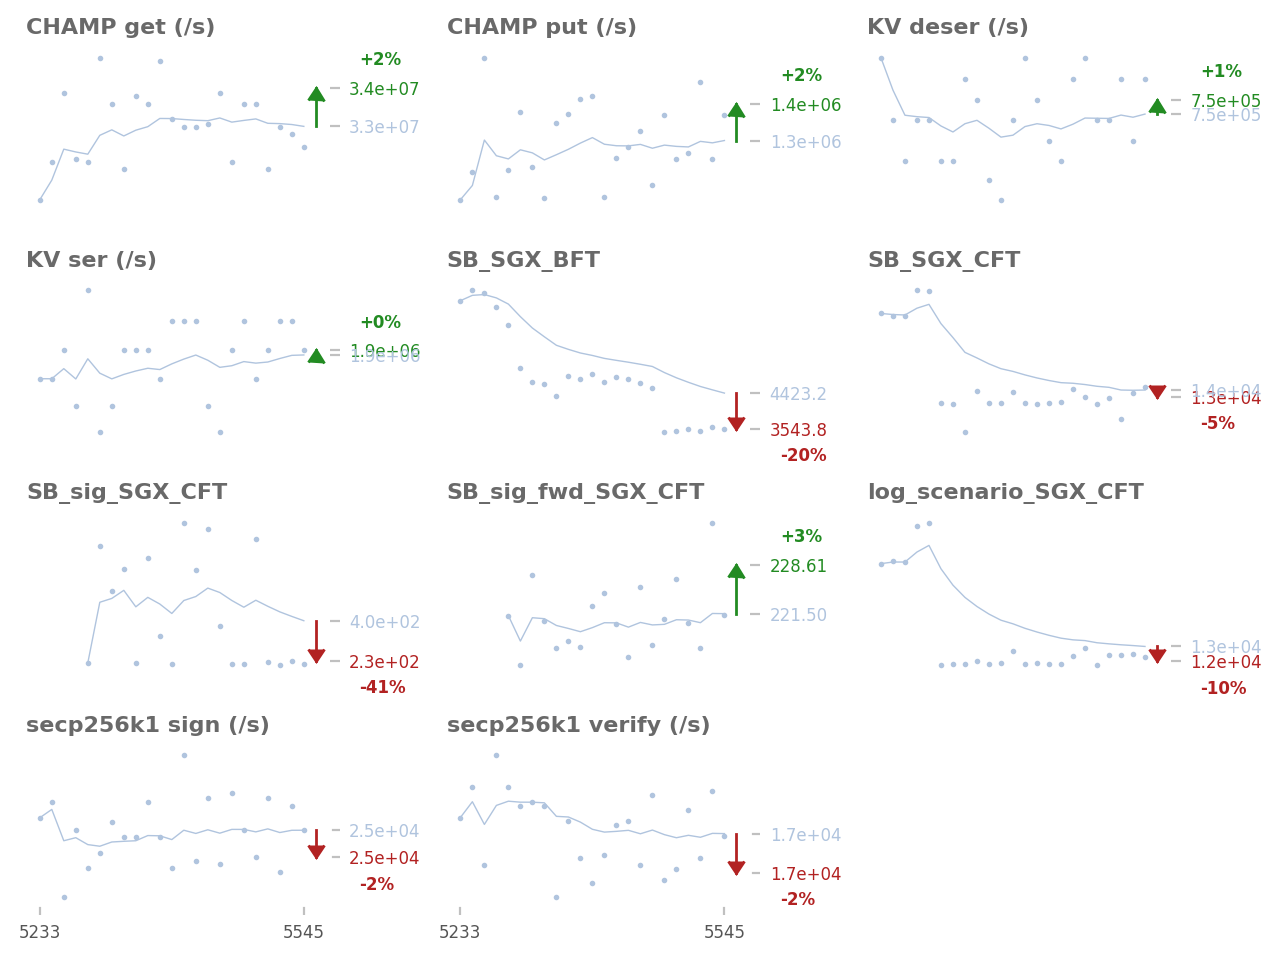 CHAMP get (/s)
+2%
3.4e+07
3.3e+07
CHAMP put (/s)
+2%
1.4e+06
1.3e+06
KV deser (/s)
+1%
7.5e+05
7.5e+05
KV ser (/s)
+0%
1.9e+06
1.9e+06
SB_SGX_BFT
4423.2
3543.8
-20%
SB_SGX_CFT
1.4e+04
1.3e+04
-5%
SB_sig_SGX_CFT
4.0e+02
2.3e+02
-41%
SB_sig_fwd_SGX_CFT
+3%
228.61
221.50
log_scenario_SGX_CFT
1.3e+04
1.2e+04
-10%
secp256k1 sign (/s)
2.5e+04
2.5e+04
-2%
5233
5545
secp256k1 verify (/s)
1.7e+04
1.7e+04
-2%
5233
5545